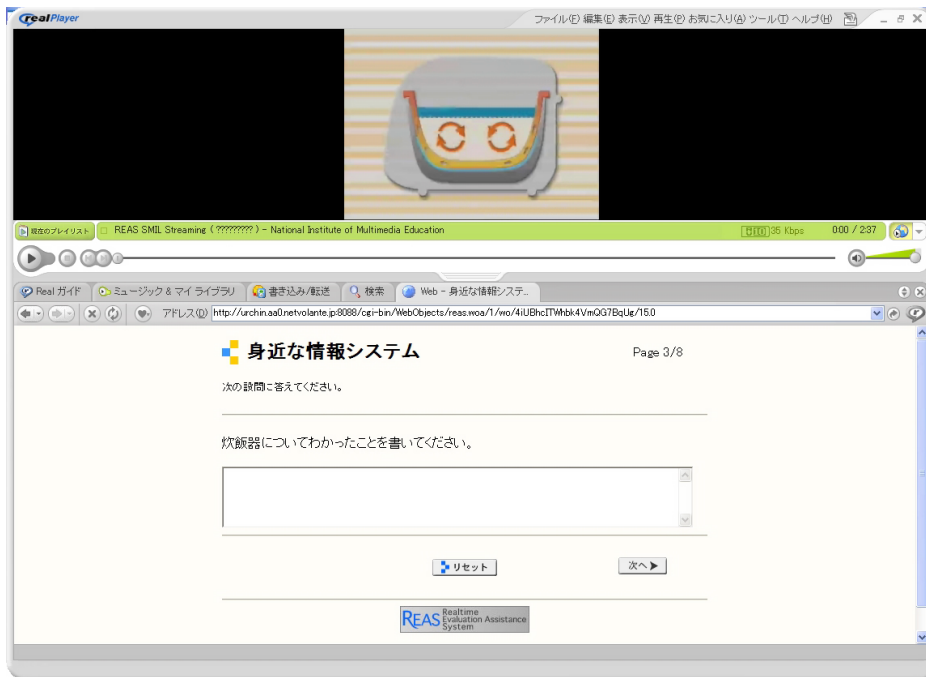 realPlayer
ファイル(F) 編集(E) 表示(V) 再生(P) お気に入り(A) ツール(T) ヘルプ(H)
現在のプレイリスト
REAS SMIL Streaming ( ????????? ) - National Institute of Multimedia Education
35 Kbps
0:00 / 2:37
Real ガイド
ミュージック & マイ ライブラリ
書き込み/転送
検索
Web - 身近な情報システ...
アドレス(D) http://urchin.aa0.netvolante.jp:8088/cgi-bin/WebObjects/reas.woa/1/wo/4iUBhcITWhbk4VmQG7BqUg/15.0
身近な情報システム
Page 3/8
次の設問に答えてください。
炊飯器についてわかったことを書いてください。
リセット
次へ
REAS Realtime
Evaluation Assistance
System